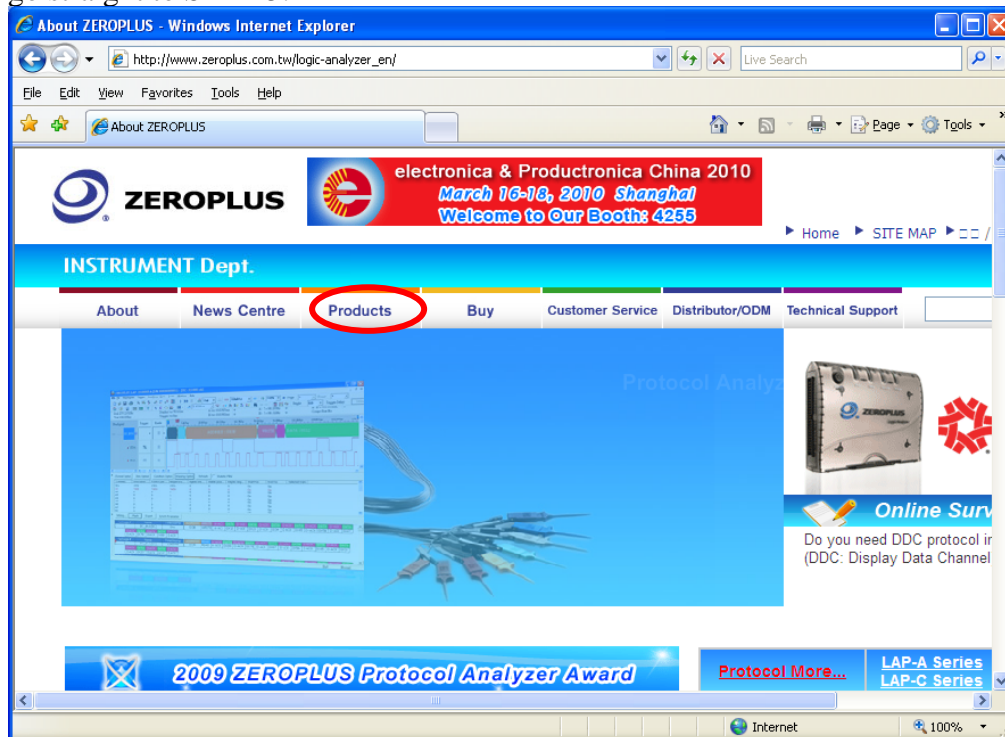 About ZEROPLUS - Windows Internet Explorer
http://www.zeroplus.com.tw/logic-analyzer_en/
Live Search
File Edit View Favorites Tools Help
About ZEROPLUS
Page Tools
ZEROPLUS
electronica & Productronica China 2010
March 16-18, 2010 Shanghai
Welcome to Our Booth: 4255
Home SITE MAP
INSTRUMENT Dept.
About News Centre Products Buy Customer Service Distributor/ODM Technical Support
Protocol Analyz
ZEROPLUS
Online Surv
Do you need DDC protocol in
(DDC: Display Data Channel
2009 ZEROPLUS Protocol Analyzer Award
Protocol More...
LAP-A Series
LAP-C Series
Internet 100%